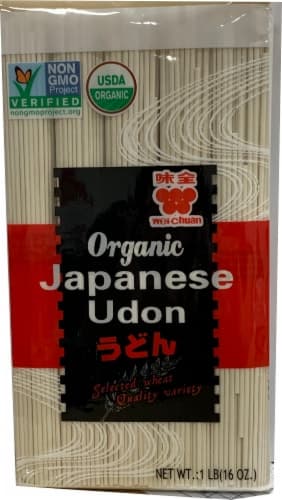 NON
GMO
Project
VERIFIED
nongmoproject.org
USDA
ORGANIC
味全
wei-chuan
Organic
Japanese
Udon
うどん
Selected wheat
Quality variety
NET WT.:1 LB(16 OZ.)